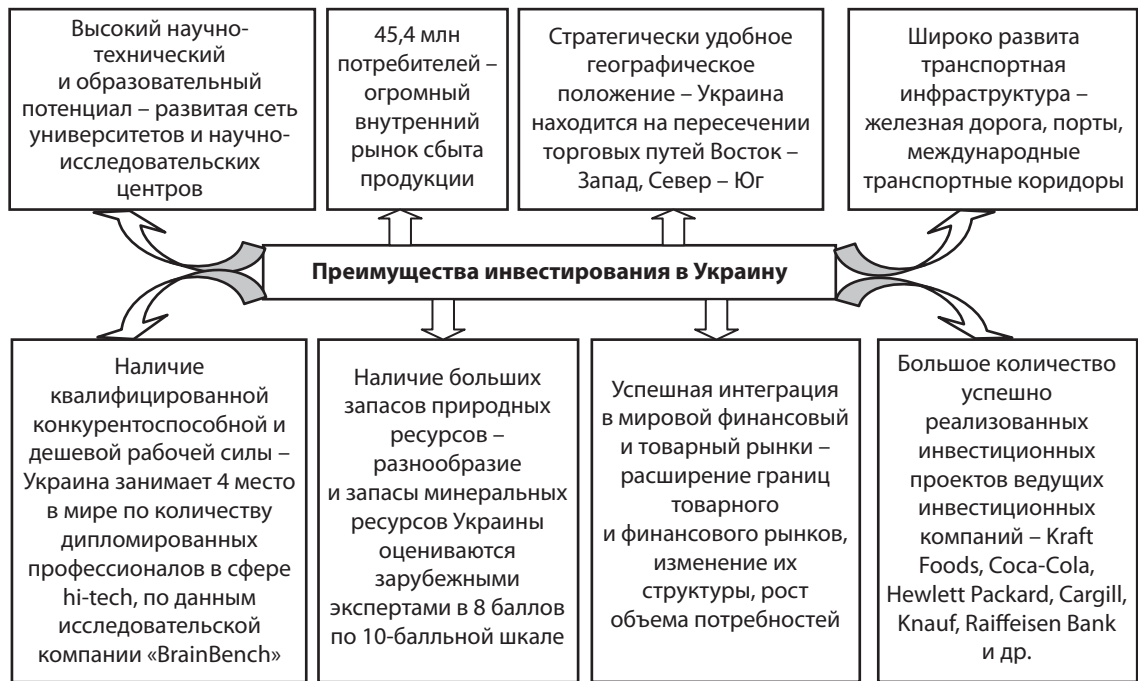 Высокий научно-
технический
и образовательный
потенциал – развитая сеть
университетов и научно-
исследовательских
центров
45,4 млн
потребителей –
огромный
внутренний
рынок сбыта
продукции
Стратегически удобное
географическое
положение – Украина
находится на пересечении
торговых путей Восток –
Запад, Север – Юг
Широко развита
транспортная
инфраструктура –
железная дорога, порты,
международные
транспортные коридоры
Преимущества инвестирования в Украину
Наличие
квалифицированной
конкурентоспособной и
дешевой рабочей силы –
Украина занимает 4 место
в мире по количеству
дипломированных
профессионалов в сфере
hi-tech, по данным
исследовательской
компании «BrainBench»
Наличие больших
запасов природных
ресурсов –
разнообразие
и запасы минеральных
ресурсов Украины
оцениваются
зарубежными
экспертами в 8 баллов
по 10-балльной шкале
Успешная интеграция
в мировой финансовый
и товарный рынки –
расширение границ
товарного
и финансового рынков,
изменение их
структуры, рост
объема потребностей
Большое количество
успешно
реализованных
инвестиционных
проектов ведущих
инвестиционных
компаний – Kraft
Foods, Coca-Cola,
Hewlett Packard, Cargill,
Knauf, Raiffeisen Bank
и др.